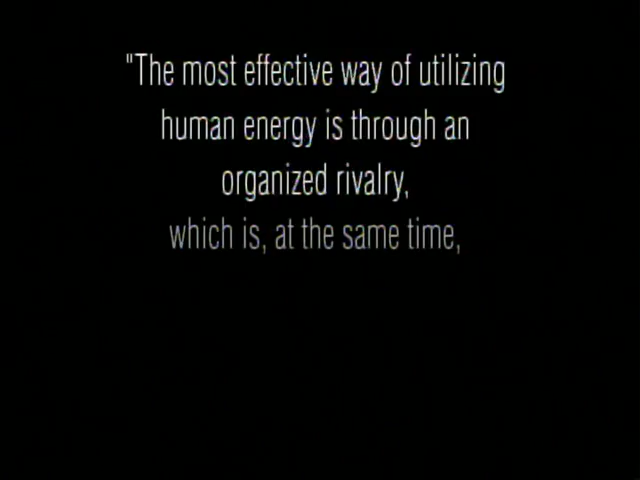 "The most effective way of utilizing
human energy is through an
organized rivalry,
which is, at the same time,